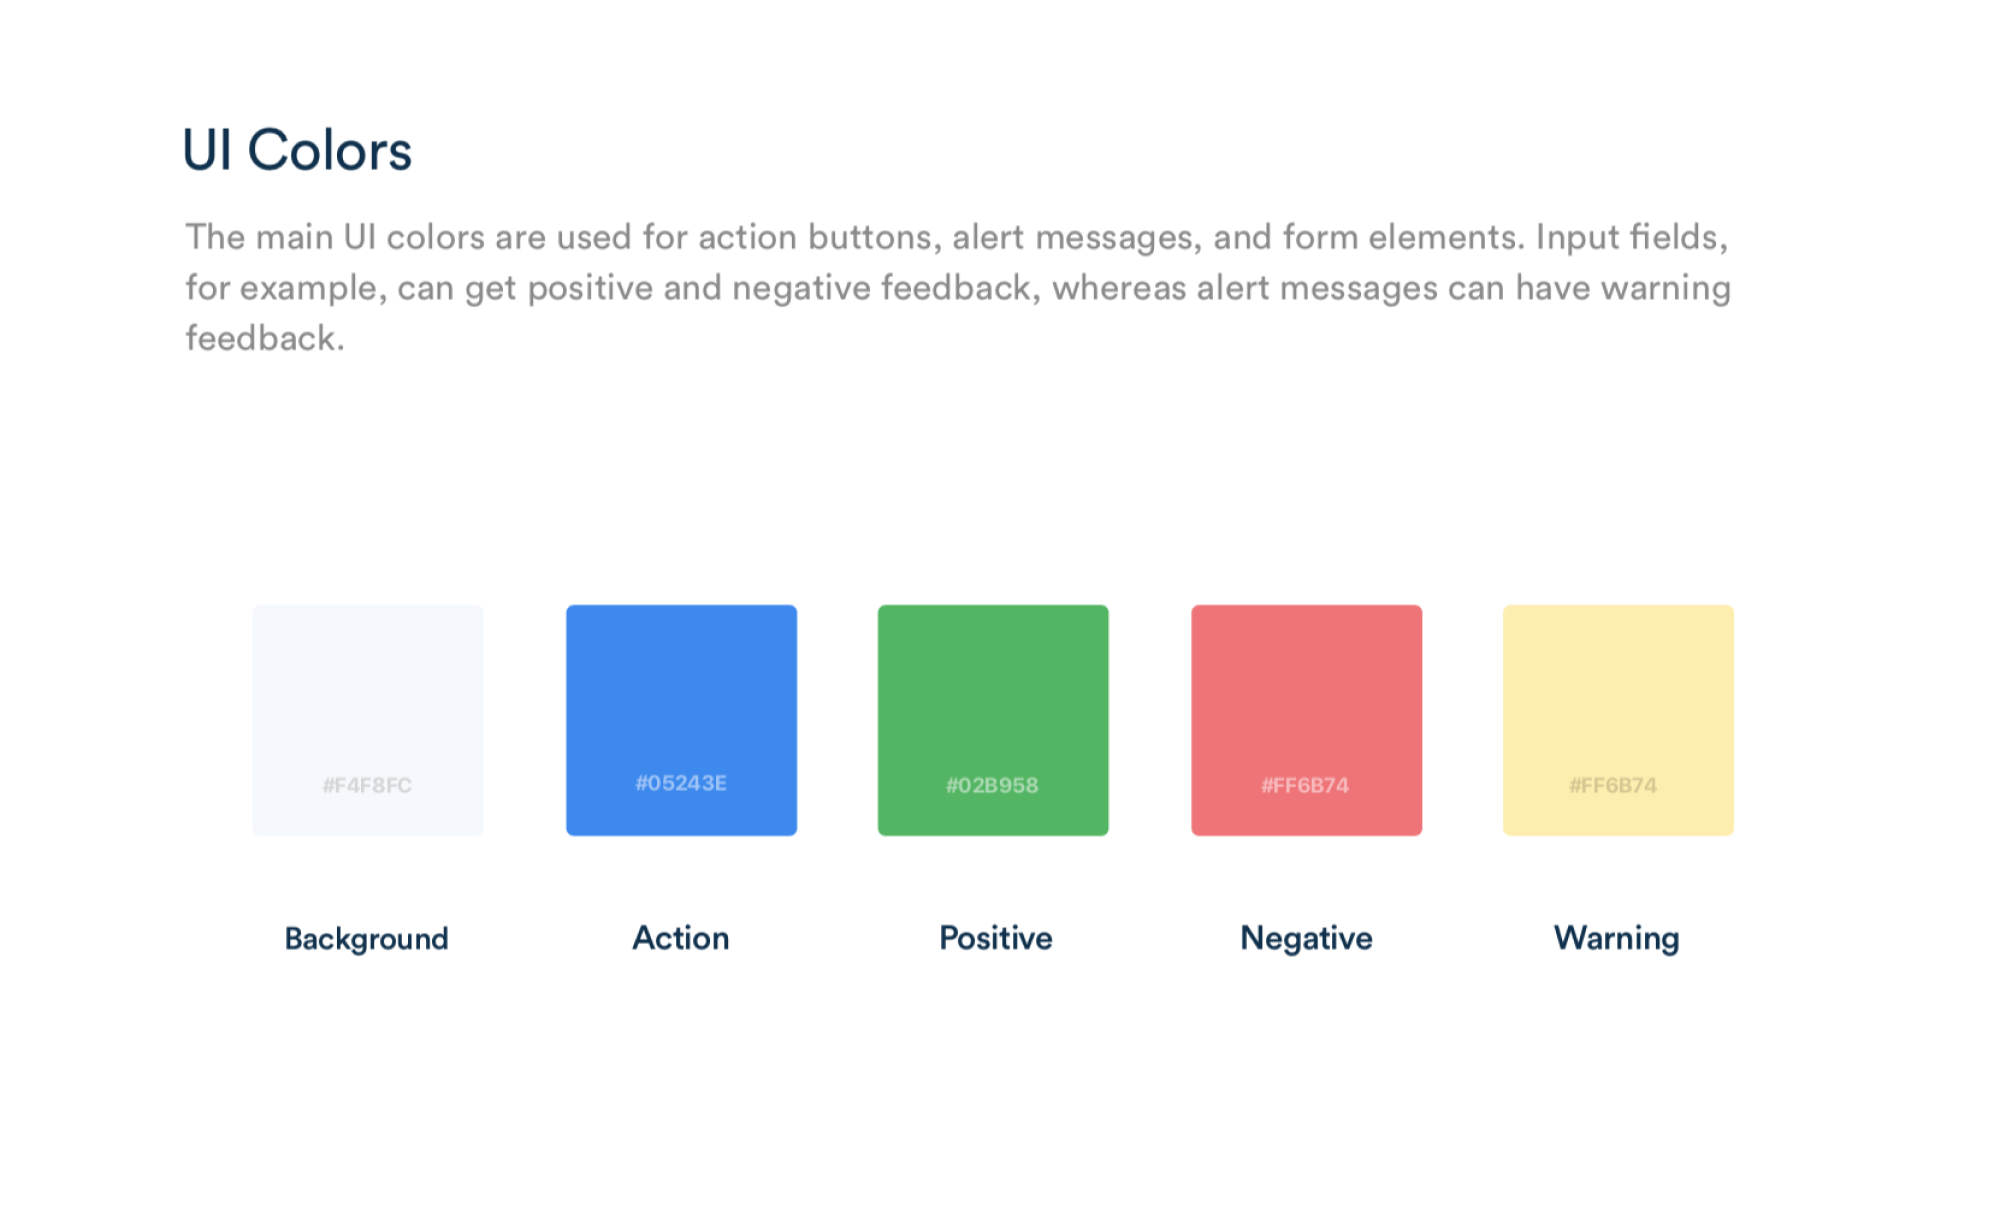 UI Colors
The main UI colors are used for action buttons, alert messages, and form elements. Input fields,
for example, can get positive and negative feedback, whereas alert messages can have warning
feedback.
#F4F8FC
#05243E
#02B958
#FF6B74
#FF6B74
Background
Action
Positive
Negative
Warning